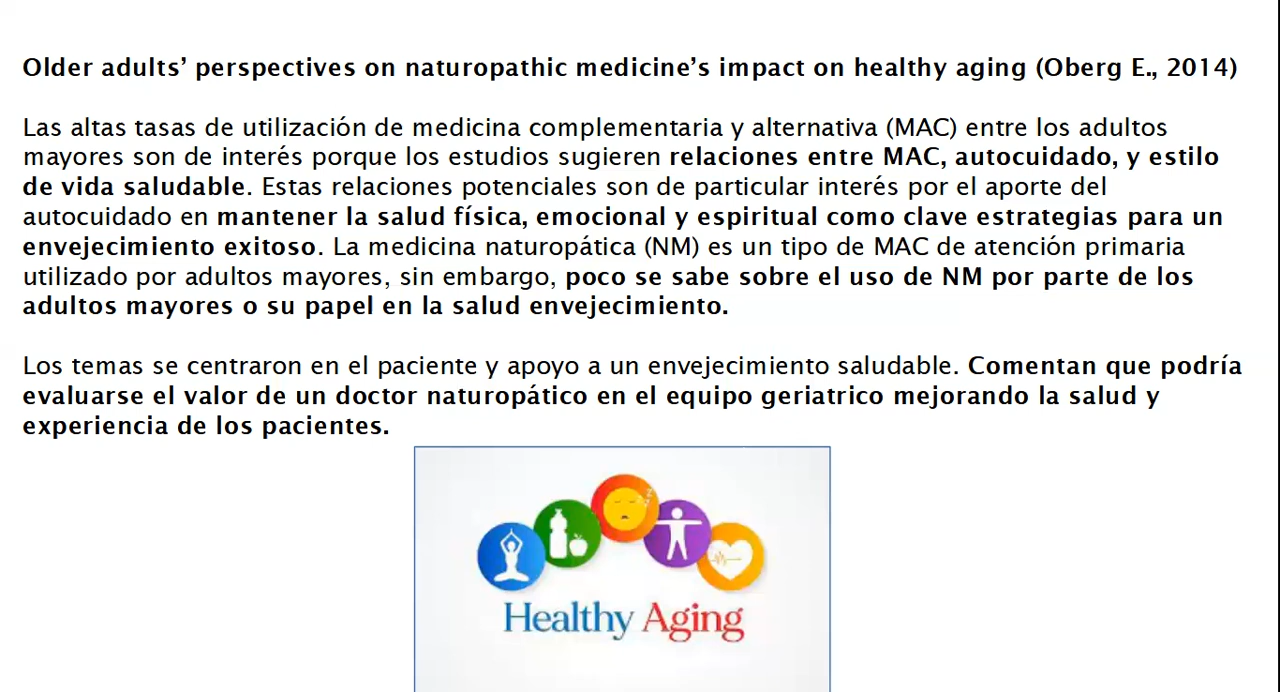 Older adults’ perspectives on naturopathic medicine’s impact on healthy aging (Oberg E., 2014)
Las altas tasas de utilización de medicina complementaria y alternativa (MAC) entre los adultos
mayores son de interés porque los estudios sugieren relaciones entre MAC, autocuidado, y estilo
de vida saludable. Estas relaciones potenciales son de particular interés por el aporte del
autocuidado en mantener la salud física, emocional y espiritual como clave estrategias para un
envejecimiento exitoso. La medicina naturopática (NM) es un tipo de MAC de atención primaria
utilizado por adultos mayores, sin embargo, poco se sabe sobre el uso de NM por parte de los
adultos mayores o su papel en la salud envejecimiento.
Los temas se centraron en el paciente y apoyo a un envejecimiento saludable. Comentan que podría
evaluarse el valor de un doctor naturopático en el equipo geriatrico mejorando la salud y
experiencia de los pacientes.
z z z
Healthy Aging